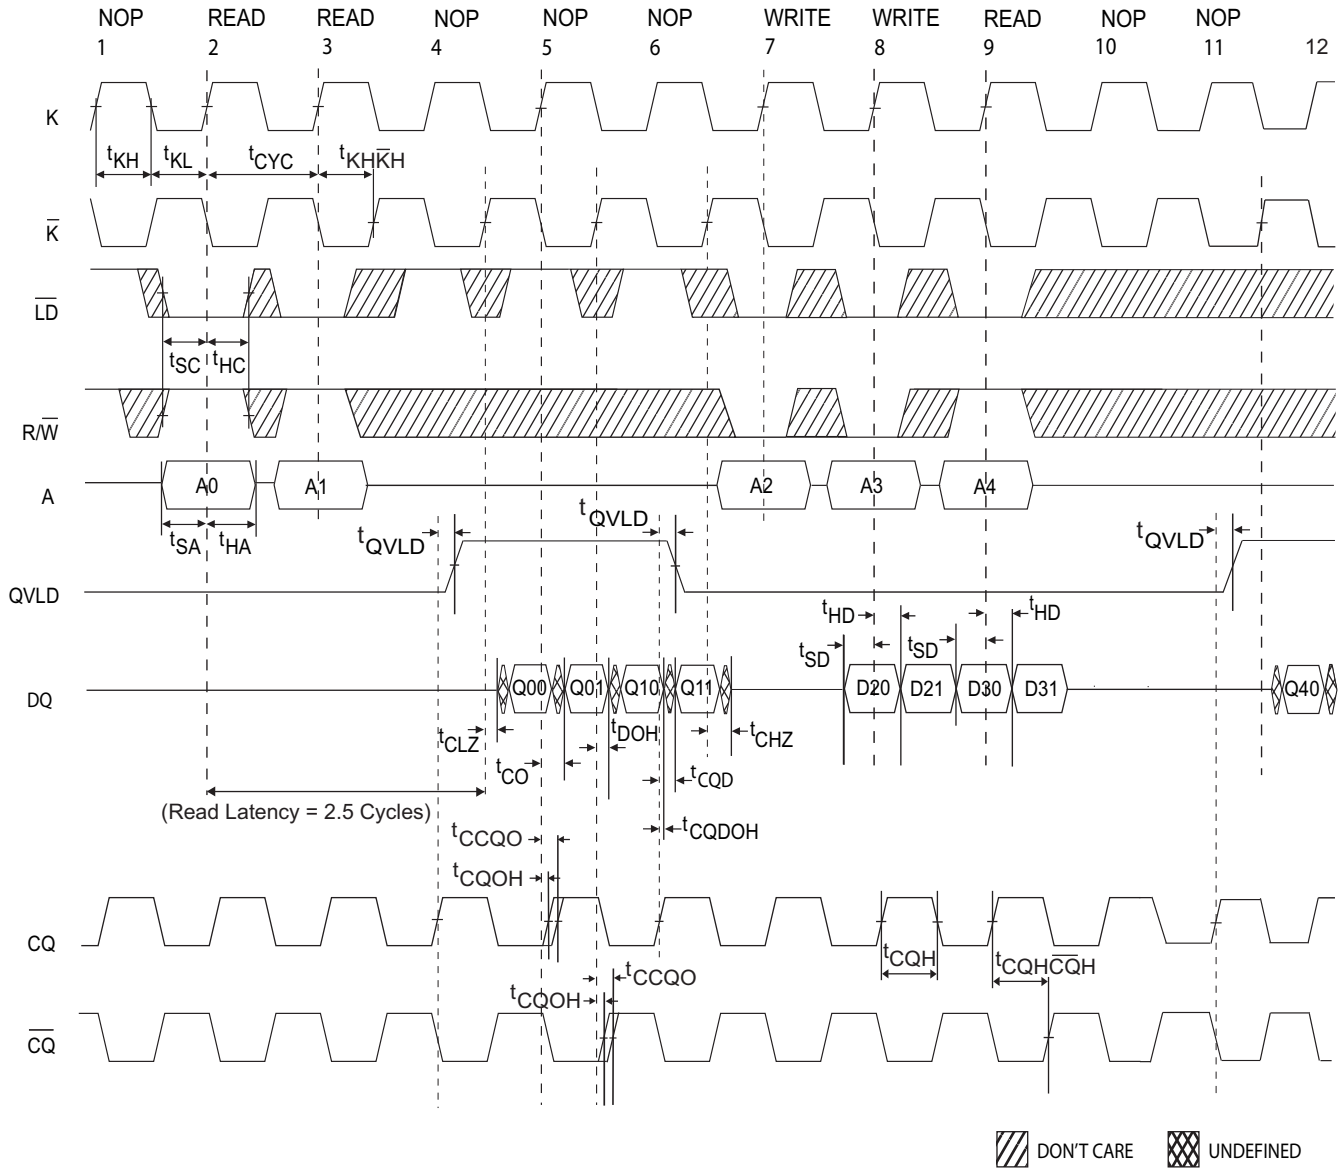 NOP READ READ NOP NOP NOP WRITE WRITE READ NOP NOP
1 2 3 4 5 6 7 8 9 10 11 12
K
tKH tKL tCYC tKHK̅H
K̅
L̅D̅
tSC tHC
R/W̅
A A0 A1 A2 A3 A4
tSA tHA tQVLD tQVLD tQVLD
QVLD
tHD tHD
tSD tSD
DQ Q00 Q01 Q10 Q11 D20 D21 D30 D31 Q40
tCLZ tDOH tCHZ
tCO tCQD
(Read Latency = 2.5 Cycles)
tCQDOH
tCCQO
tCQOH
CQ
tCQH tCQHC̅Q̅H
tCCQO
tCQOH
C̅Q̅
DON'T CARE UNDEFINED